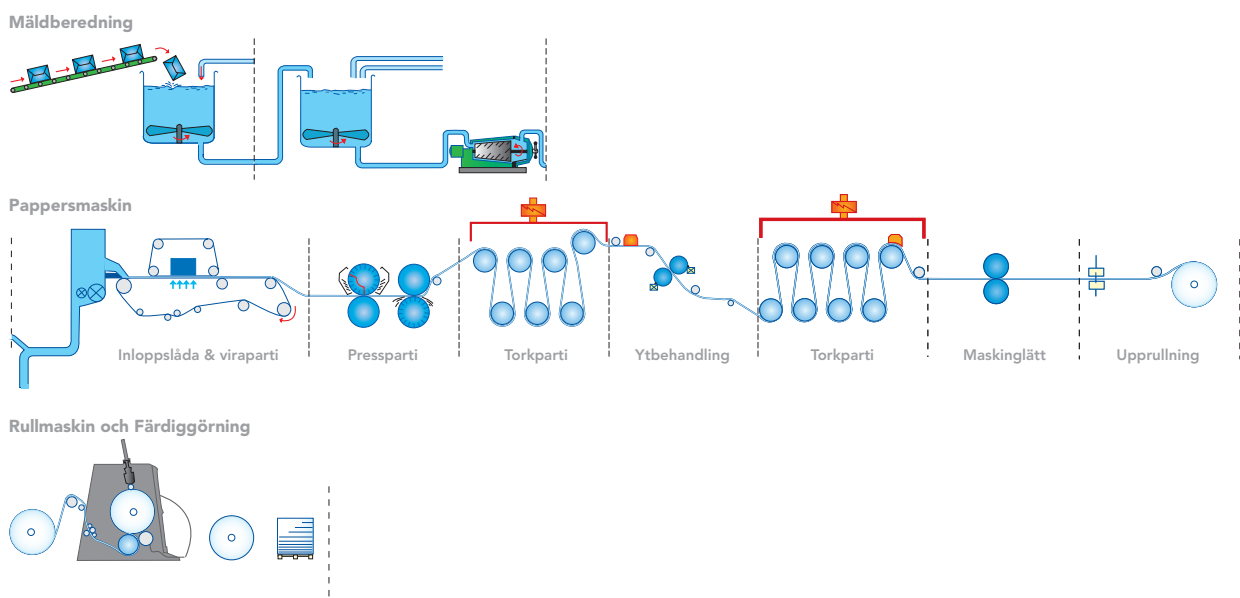 Mäldberedning
Pappersmaskin
Inloppslåda & viraparti
Pressparti
Torkparti
Ytbehandling
Torkparti
Maskinglätt
Upprullning
Rullmaskin och Färdiggörning